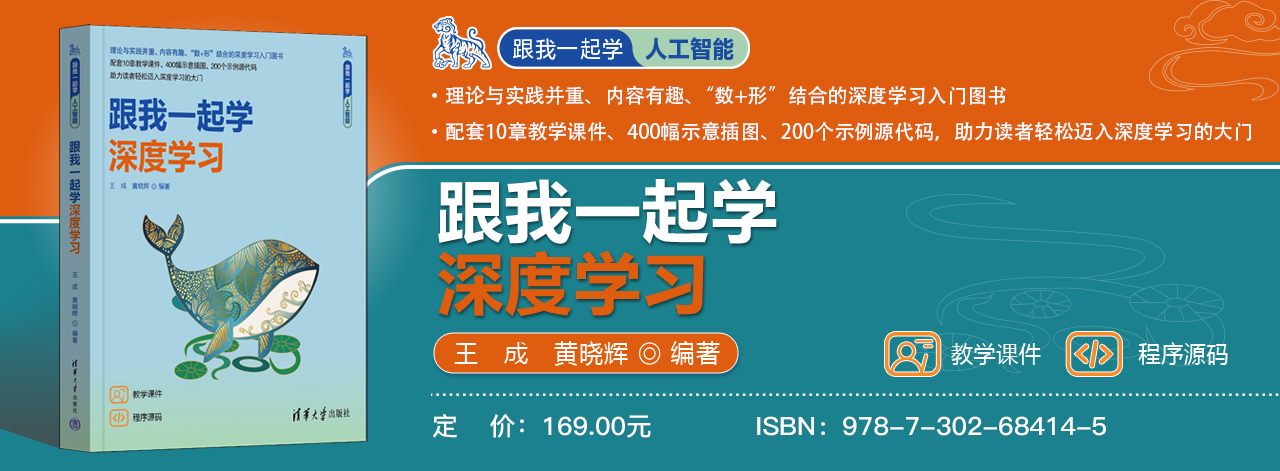 理论与实践并重、内容有趣、“数+形”结合的深度学习入门图书
配套10章教学课件、400幅示意插图、200个示例源代码
助力读者轻松迈入深度学习的大门
跟我一起学 人工智能
跟我一起学
深度学习
王 成 黄晓辉 ◎ 编著
教学课件
程序源码
清华大学出版社
跟我一起学 人工智能
跟我一起学深度学习
王 成 黄晓辉 ◎ 编著
清华大学出版社
跟我一起学 人工智能
• 理论与实践并重、内容有趣、“数+形”结合的深度学习入门图书
• 配套10章教学课件、400幅示意插图、200个示例源代码，助力读者轻松迈入深度学习的大门
跟我一起学
深度学习
王 成 黄晓辉 ◎ 编著
教学课件
程序源码
定 价：169.00元
ISBN：978-7-302-68414-5